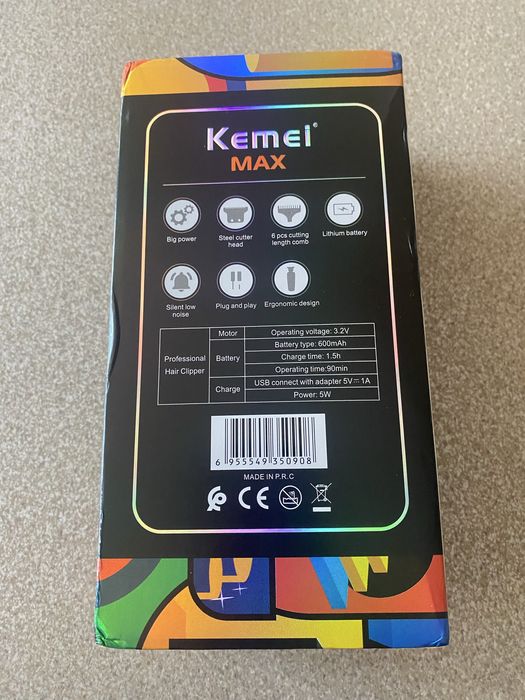 Kemei®
MAX
Big power
Steel cutter
head
6 pcs cutting
length comb
Lithium battery
Silent low
noise
Plug and play
Ergonomic design
Professional
Hair Clipper
Motor
Operating voltage: 3.2V
Battery
Battery type: 600mAh
Charge time: 1.5h
Operating time:90min
Charge
USB connect with adapter 5V⎓1A
Power: 5W
6 955549 350908
MADE IN P.R.C
CE